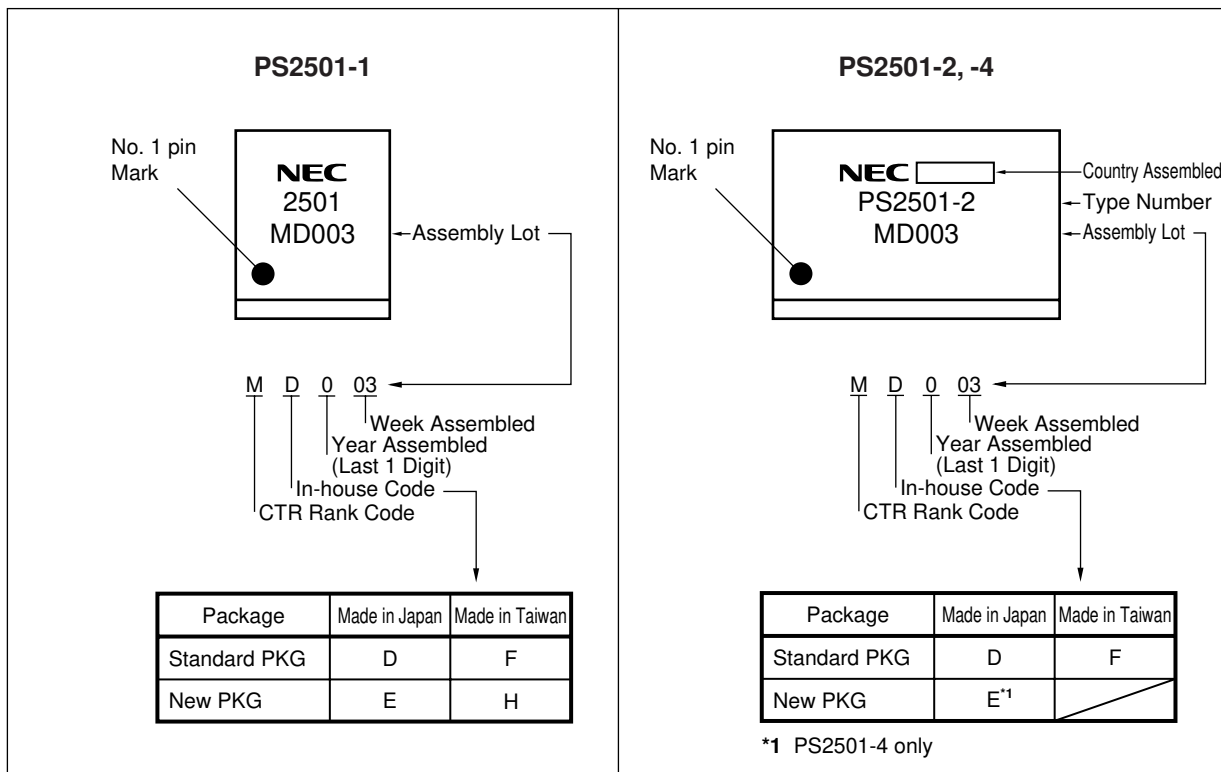 PS2501-1
No. 1 pin
Mark
NEC
2501
MD003
Assembly Lot
M D 0 03
Week Assembled
Year Assembled
(Last 1 Digit)
In-house Code
CTR Rank Code
Package Made in Japan Made in Taiwan
Standard PKG D F
New PKG E H
PS2501-2, -4
No. 1 pin
Mark
NEC
Country Assembled
PS2501-2
Type Number
MD003
Assembly Lot
M D 0 03
Week Assembled
Year Assembled
(Last 1 Digit)
In-house Code
CTR Rank Code
Package Made in Japan Made in Taiwan
Standard PKG D F
New PKG E*1
*1 PS2501-4 only